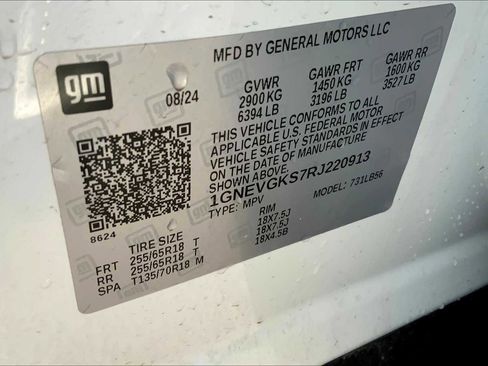 MFD BY GENERAL MOTORS LLC
gm
08/24
GVWR GAWR FRT GAWR RR
2900 KG 1450 KG 1600 KG
6394 LB 3196 LB 3527 LB
THIS VEHICLE CONFORMS TO ALL
APPLICABLE U.S. FEDERAL MOTOR
VEHICLE SAFETY STANDARDS IN EFFECT
ON THE DATE OF MANUFACTURE
SHOWN ABOVE.
1GNEVGKS7RJ220913
TYPE: MPV 731LB56
8624
TIRE SIZE RIM
FRT 255/65R18 T 18X7.5J
RR 255/65R18 T 18X7.5J
SPA T135/70R18 M 18X4.5B